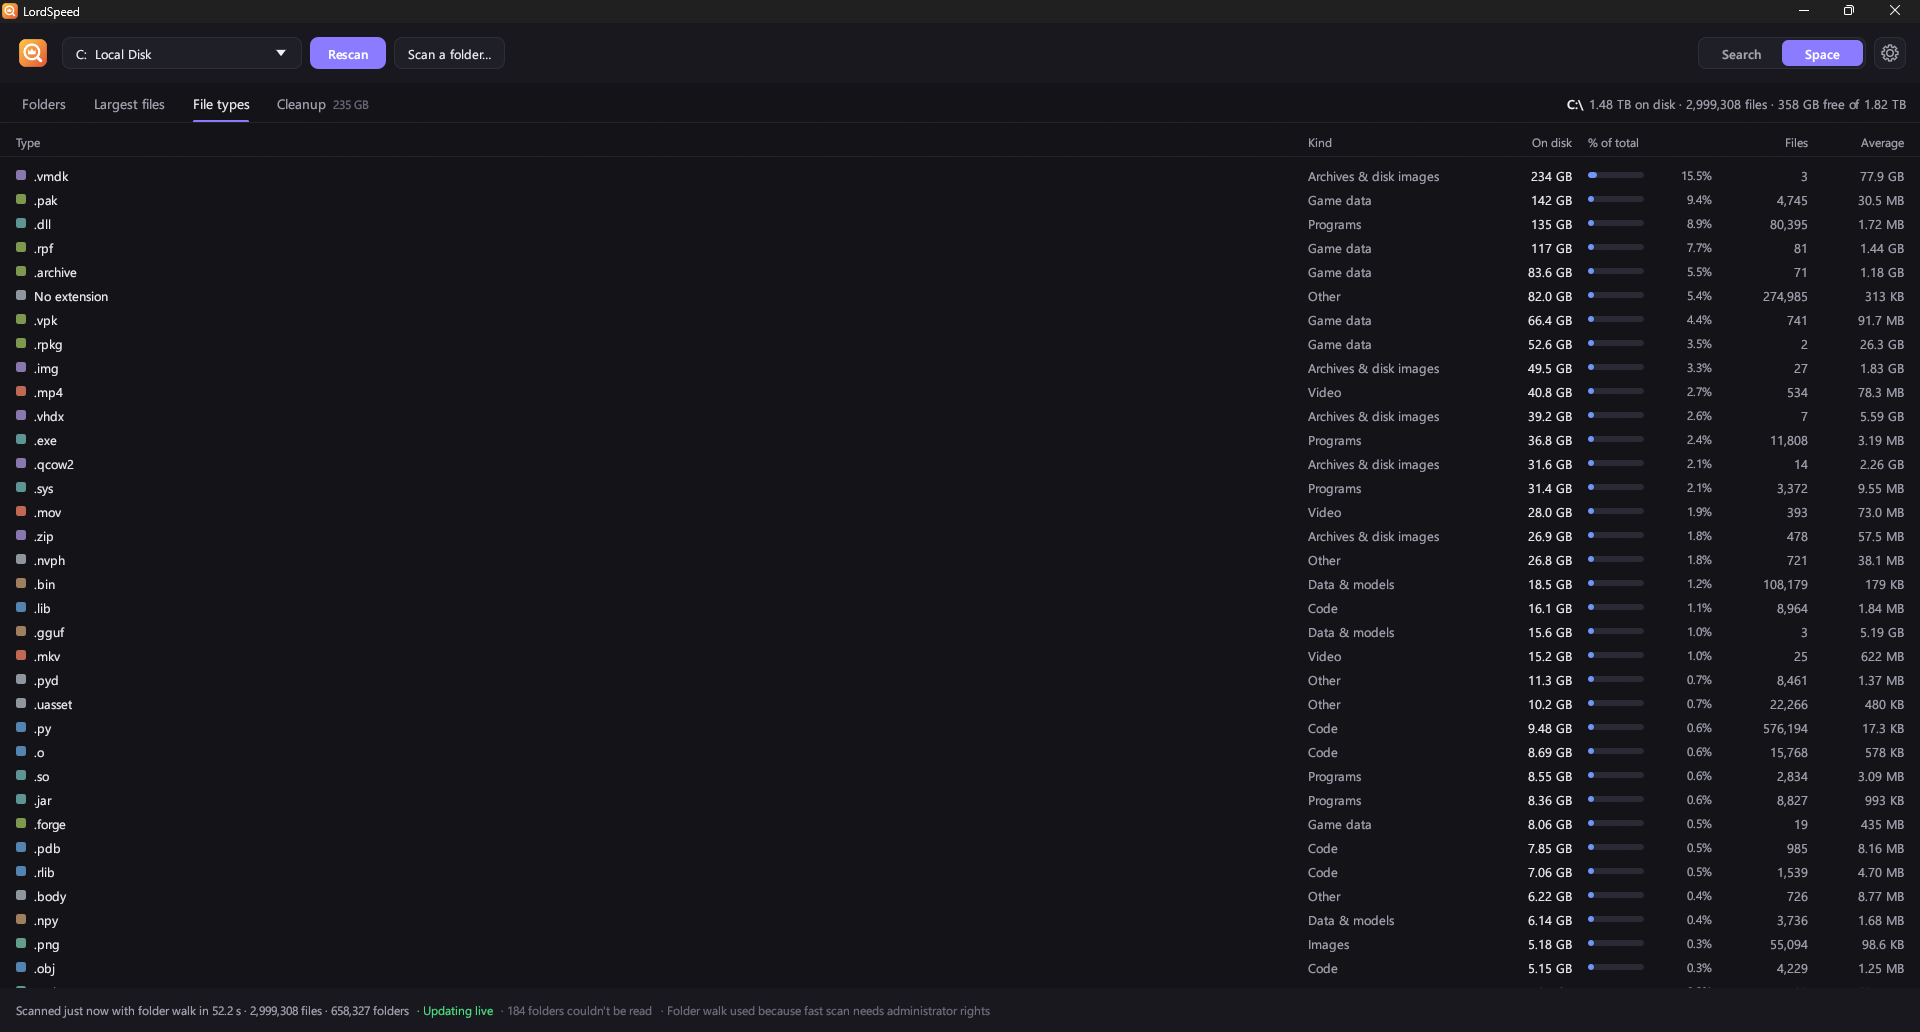 LordSpeed
C: Local Disk Rescan Scan a folder... Search Space
Folders Largest files File types Cleanup 235 GB C:\ 1.48 TB on disk · 2,999,308 files · 358 GB free of 1.82 TB
Type Kind On disk % of total Files Average
.vmdk Archives & disk images 234 GB 15.5% 3 77.9 GB
.pak Game data 142 GB 9.4% 4,745 30.5 MB
.dll Programs 135 GB 8.9% 80,395 1.72 MB
.rpf Game data 117 GB 7.7% 81 1.44 GB
.archive Game data 83.6 GB 5.5% 71 1.18 GB
No extension Other 82.0 GB 5.4% 274,985 313 KB
.vpk Game data 66.4 GB 4.4% 741 91.7 MB
.rpkg Game data 52.6 GB 3.5% 2 26.3 GB
.img Archives & disk images 49.5 GB 3.3% 27 1.83 GB
.mp4 Video 40.8 GB 2.7% 534 78.3 MB
.vhdx Archives & disk images 39.2 GB 2.6% 7 5.59 GB
.exe Programs 36.8 GB 2.4% 11,808 3.19 MB
.qcow2 Archives & disk images 31.6 GB 2.1% 14 2.26 GB
.sys Programs 31.4 GB 2.1% 3,372 9.55 MB
.mov Video 28.0 GB 1.9% 393 73.0 MB
.zip Archives & disk images 26.9 GB 1.8% 478 57.5 MB
.nvph Other 26.8 GB 1.8% 721 38.1 MB
.bin Data & models 18.5 GB 1.2% 108,179 179 KB
.lib Code 16.1 GB 1.1% 8,964 1.84 MB
.gguf Data & models 15.6 GB 1.0% 3 5.19 GB
.mkv Video 15.2 GB 1.0% 25 622 MB
.pyd Other 11.3 GB 0.7% 8,461 1.37 MB
.uasset Other 10.2 GB 0.7% 22,266 480 KB
.py Code 9.48 GB 0.6% 576,194 17.3 KB
.o Code 8.69 GB 0.6% 15,768 578 KB
.so Programs 8.55 GB 0.6% 2,834 3.09 MB
.jar Programs 8.36 GB 0.6% 8,827 993 KB
.forge Game data 8.06 GB 0.5% 19 435 MB
.pdb Code 7.85 GB 0.5% 985 8.16 MB
.rlib Code 7.06 GB 0.5% 1,539 4.70 MB
.body Other 6.22 GB 0.4% 726 8.77 MB
.npy Data & models 6.14 GB 0.4% 3,736 1.68 MB
.png Images 5.18 GB 0.3% 55,094 98.6 KB
.obj Code 5.15 GB 0.3% 4,229 1.25 MB
Scanned just now with folder walk in 52.2 s · 2,999,308 files · 658,327 folders · Updating live · 184 folders couldn't be read · Folder walk used because fast scan needs administrator rights